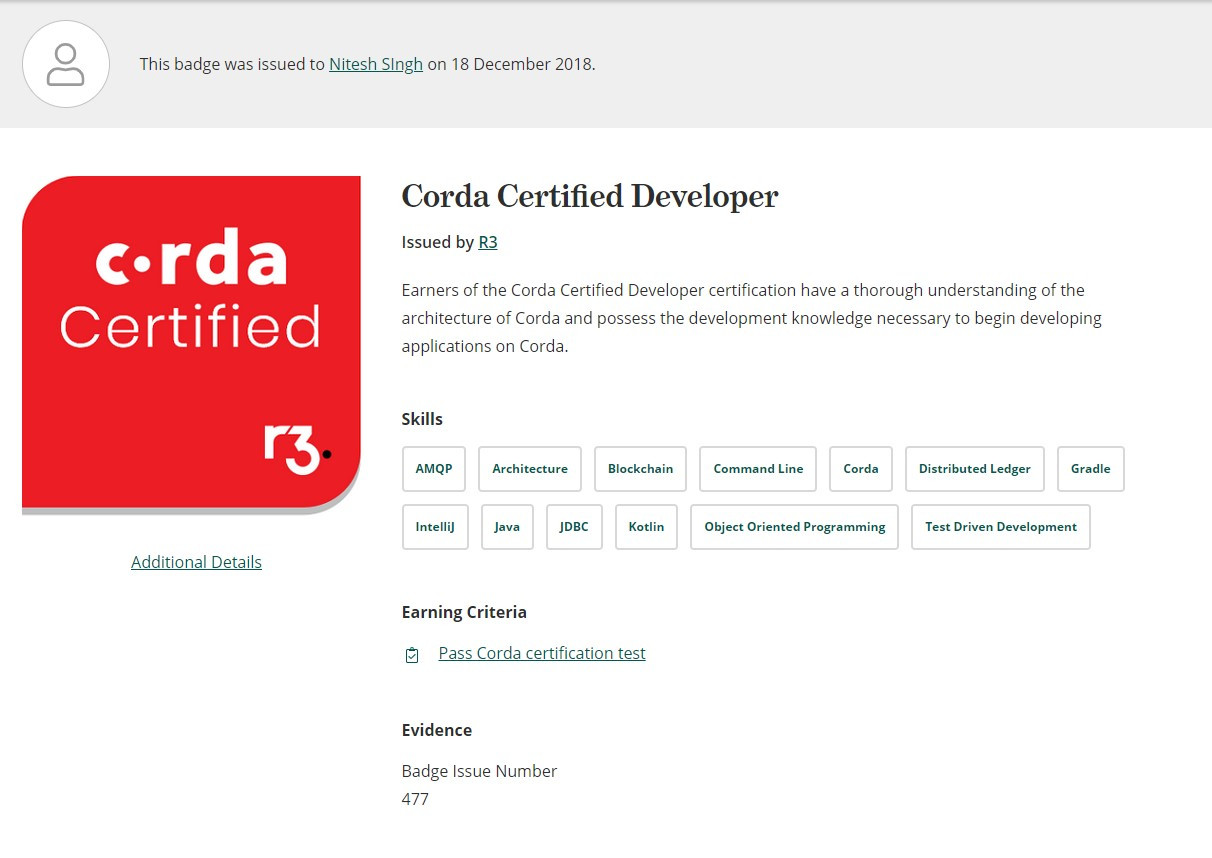 This badge was issued to Nitesh SIngh on 18 December 2018.
corda
Certified
r3.
Additional Details
Corda Certified Developer
Issued by R3
Earners of the Corda Certified Developer certification have a thorough understanding of the
architecture of Corda and possess the development knowledge necessary to begin developing
applications on Corda.
Skills
AMQP Architecture Blockchain Command Line Corda Distributed Ledger Gradle
IntelliJ Java JDBC Kotlin Object Oriented Programming Test Driven Development
Earning Criteria
Pass Corda certification test
Evidence
Badge Issue Number
477